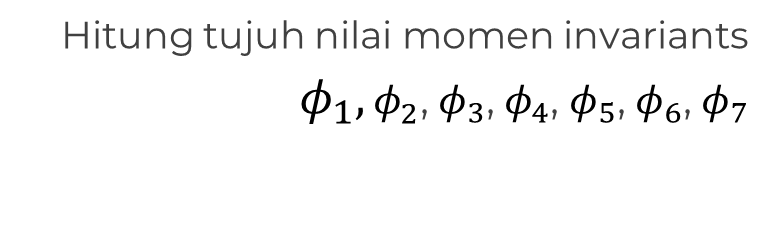 Hitung tujuh nilai momen invariants
ϕ₁, ϕ₂, ϕ₃, ϕ₄, ϕ₅, ϕ₆, ϕ₇